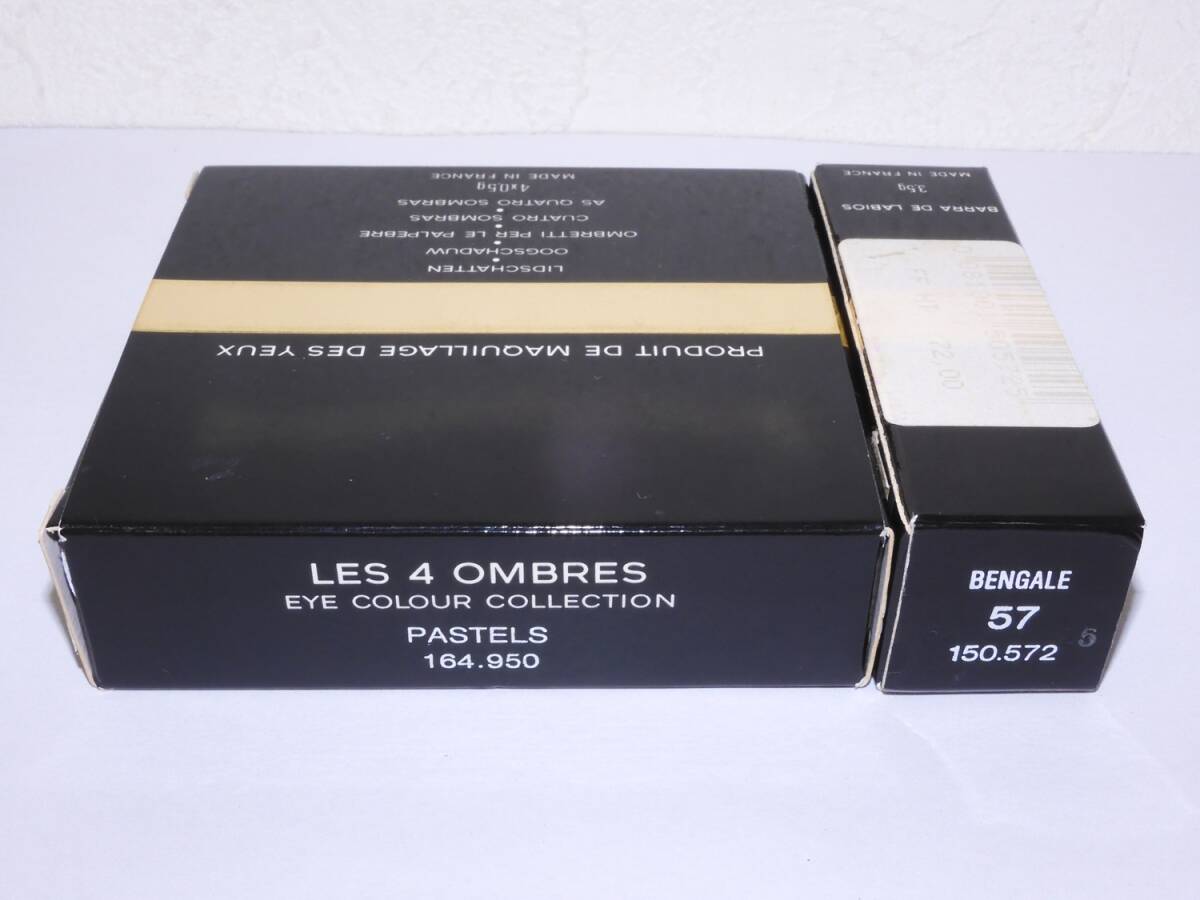 PRODUIT DE MAQUILLAGE DES YEUX
LIDSCHATTEN
OOGSCHADUW
OMBRETTI PER LE PALPEBRE
CUATRO SOMBRAS
AS QUATRO SOMBRAS
4x0.5g
MADE IN FRANCE
LES 4 OMBRES
EYE COLOUR COLLECTION
PASTELS
164.950
BARRA DE LABIOS
3.5g
MADE IN FRANCE
72.00
BENGALE
57
150.572
5